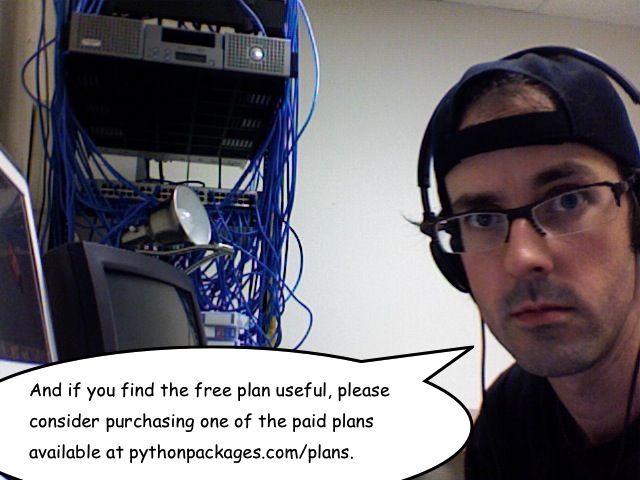 And if you find the free plan useful, please
consider purchasing one of the paid plans
available at pythonpackages.com/plans.